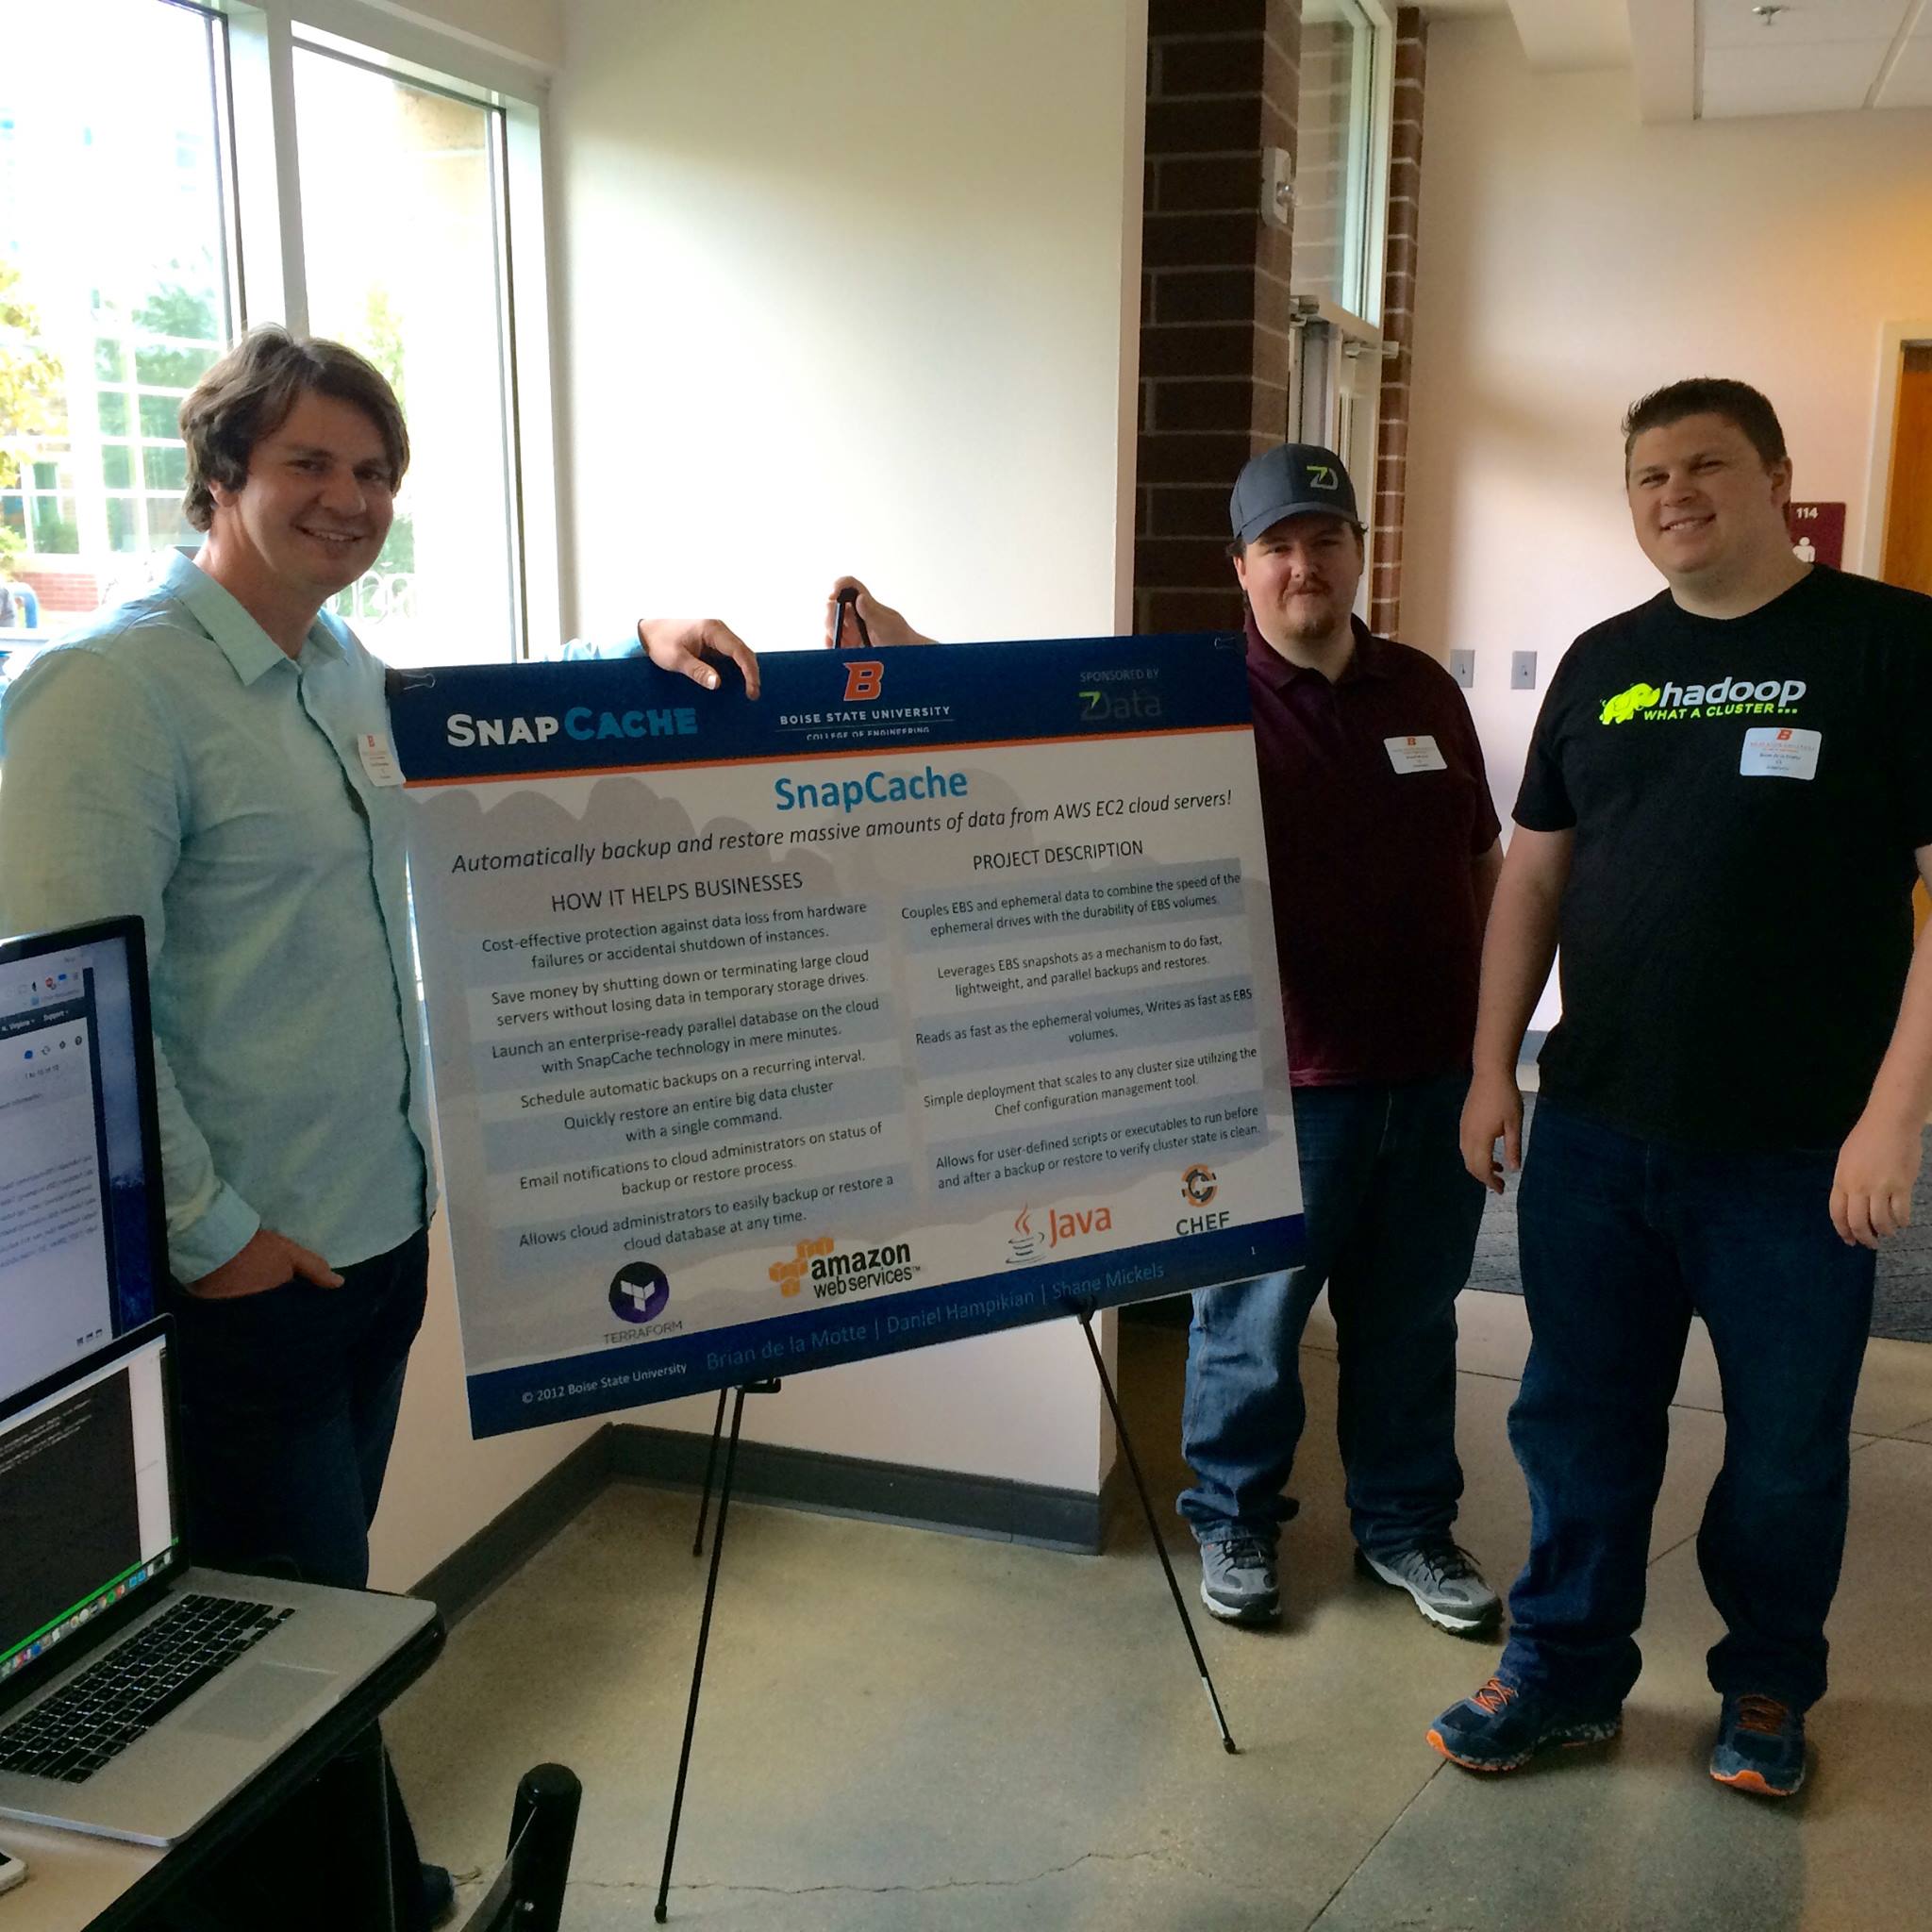 SNAPCACHE
B
BOISE STATE UNIVERSITY
COLLEGE OF ENGINEERING
SPONSORED BY
ZData
SnapCache
Automatically backup and restore massive amounts of data from AWS EC2 cloud servers!
HOW IT HELPS BUSINESSES
Cost-effective protection against data loss from hardware
failures or accidental shutdown of instances.
Save money by shutting down or terminating large cloud
servers without losing data in temporary storage drives.
Launch an enterprise-ready parallel database on the cloud
with SnapCache technology in mere minutes.
Schedule automatic backups on a recurring interval.
Quickly restore an entire big data cluster
with a single command.
Email notifications to cloud administrators on status of
backup or restore process.
Allows cloud administrators to easily backup or restore a
cloud database at any time.
PROJECT DESCRIPTION
Couples EBS and ephemeral data to combine the speed of the
ephemeral drives with the durability of EBS volumes.
Leverages EBS snapshots as a mechanism to do fast,
lightweight, and parallel backups and restores.
Reads as fast as the ephemeral volumes, Writes as fast as EBS
volumes.
Simple deployment that scales to any cluster size utilizing the
Chef configuration management tool.
Allows for user-defined scripts or executables to run before
and after a backup or restore to verify cluster state is clean.
TERRAFORM
amazon
webservices™
Java
CHEF
© 2012 Boise State University
Brian de la Motte | Daniel Hampikian | Shane Mickels
1
ZD
hadoop
WHAT A CLUSTER...
B
114
N. Virginia
Support